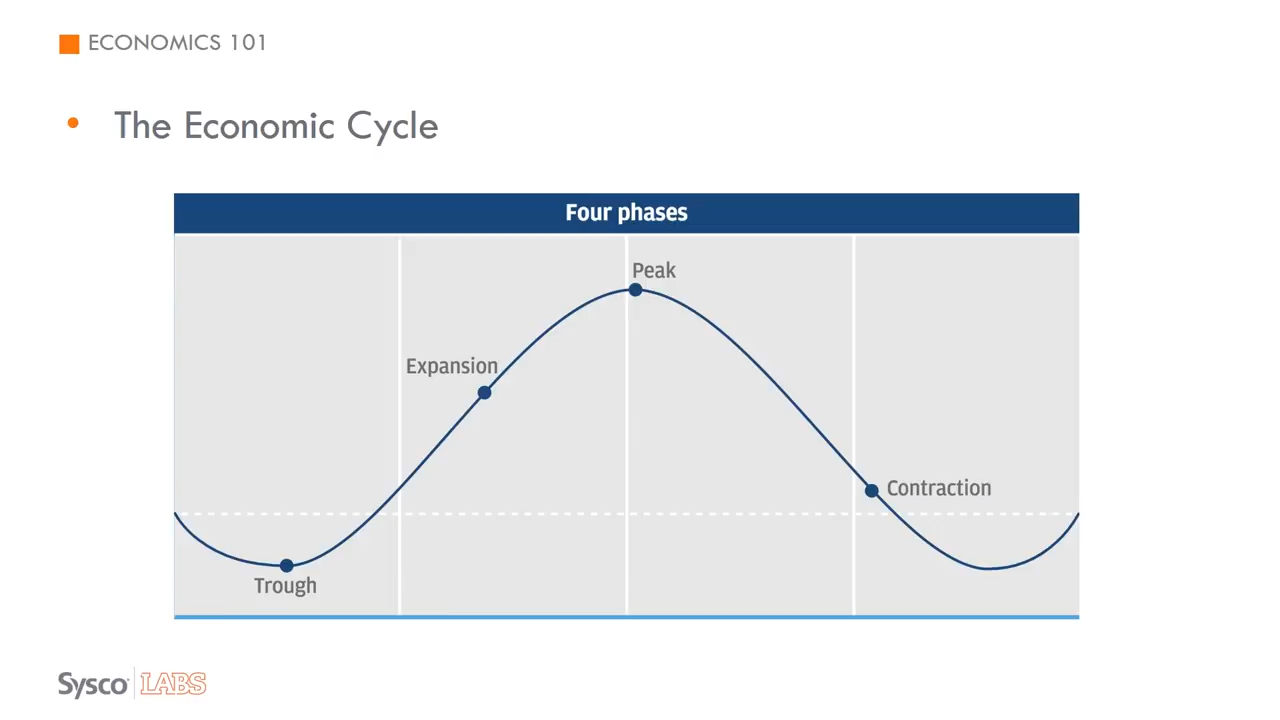 ECONOMICS 101
• The Economic Cycle
Four phases
Peak
Expansion
Contraction
Trough
Sysco LABS